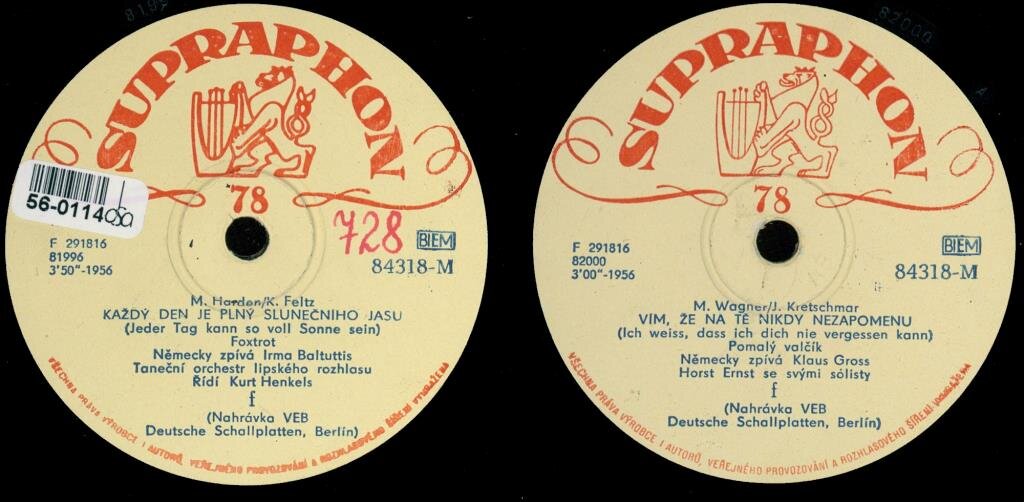 8199
SUPRAPHON
78
56-0114
728
BIEM
F 291816
81996
3'50"-1956
84318-M
M. Harden/K. Feltz
KAŽDÝ DEN JE PLNÝ SLUNEČNÍHO JASU
(Jeder Tag kann so voll Sonne sein)
Foxtrot
Německy zpívá Irma Baltuttis
Taneční orchestr lipského rozhlasu
Řídí Kurt Henkels
f
(Nahrávka VEB
Deutsche Schallplatten, Berlín)
VŠECHNA PRÁVA VÝROBCE I AUTORŮ, VEŘEJNÉHO PROVOZOVÁNÍ A ROZHLASOVÉHO ŠÍŘENÍ VYHRAŽENA
82000
SUPRAPHON
78
BIEM
F 291816
82000
3'00"-1956
84318-M
M. Wagner/J. Kretschmar
VÍM, ŽE NA TĚ NIKDY NEZAPOMENU
(Ich weiss, dass ich dich nie vergessen kann)
Pomalý valčík
Německy zpívá Klaus Gross
Horst Ernst se svými sólisty
f
(Nahrávka VEB
Deutsche Schallplatten, Berlín)
VŠECHNA PRÁVA VÝROBCE I AUTORŮ, VEŘEJNÉHO PROVOZOVÁNÍ A ROZHLASOVÉHO ŠÍŘENÍ VYHRAŽENA